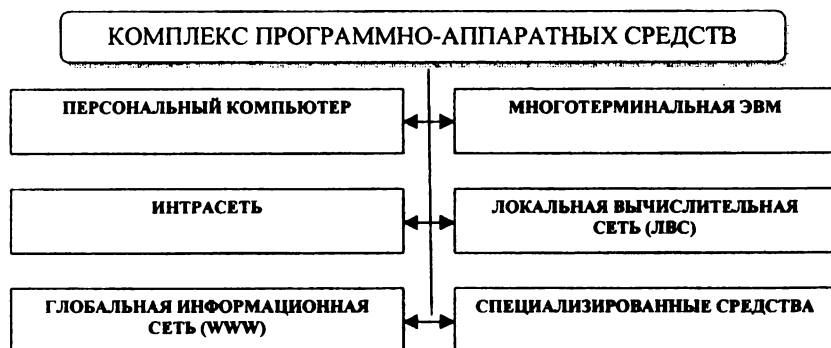 КОМПЛЕКС ПРОГРАММНО-АППАРАТНЫХ СРЕДСТВ
ПЕРСОНАЛЬНЫЙ КОМПЬЮТЕР
МНОГОТЕРМИНАЛЬНАЯ ЭВМ
ИНТРАСЕТЬ
ЛОКАЛЬНАЯ ВЫЧИСЛИТЕЛЬНАЯ
СЕТЬ (ЛВС)
ГЛОБАЛЬНАЯ ИНФОРМАЦИОННАЯ
СЕТЬ (WWW)
СПЕЦИАЛИЗИРОВАННЫЕ СРЕДСТВА